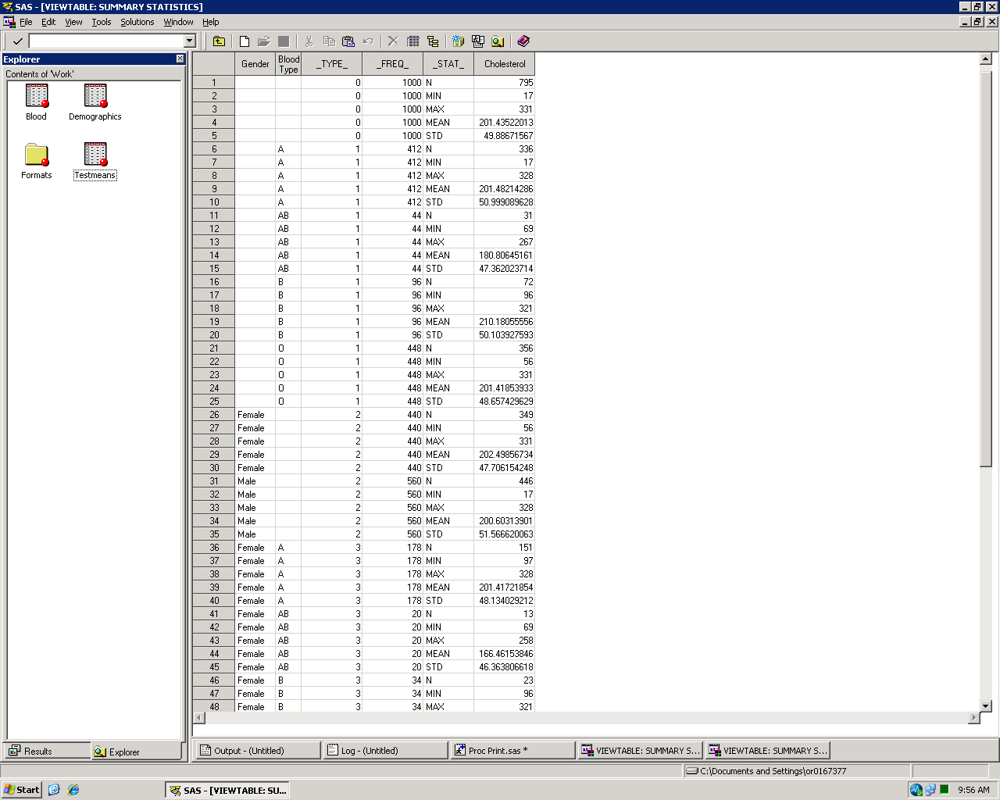 SAS - [VIEWTABLE: SUMMARY STATISTICS]
File Edit View Tools Solutions Window Help
Explorer
Contents of 'Work'
Blood Demographics
Formats Testmeans
Gender Blood Type _TYPE_ _FREQ_ _STAT_ Cholesterol
1 0 1000 N 795
2 0 1000 MIN 17
3 0 1000 MAX 331
4 0 1000 MEAN 201.43522013
5 0 1000 STD 49.88671567
6 A 1 412 N 336
7 A 1 412 MIN 17
8 A 1 412 MAX 328
9 A 1 412 MEAN 201.48214286
10 A 1 412 STD 50.999089628
11 AB 1 44 N 31
12 AB 1 44 MIN 69
13 AB 1 44 MAX 267
14 AB 1 44 MEAN 180.80645161
15 AB 1 44 STD 47.362023714
16 B 1 96 N 72
17 B 1 96 MIN 96
18 B 1 96 MAX 321
19 B 1 96 MEAN 210.18055556
20 B 1 96 STD 50.103927593
21 O 1 448 N 356
22 O 1 448 MIN 56
23 O 1 448 MAX 331
24 O 1 448 MEAN 201.41853933
25 O 1 448 STD 48.657429629
26 Female 2 440 N 349
27 Female 2 440 MIN 56
28 Female 2 440 MAX 331
29 Female 2 440 MEAN 202.49856734
30 Female 2 440 STD 47.706154248
31 Male 2 560 N 446
32 Male 2 560 MIN 17
33 Male 2 560 MAX 328
34 Male 2 560 MEAN 200.60313901
35 Male 2 560 STD 51.566620063
36 Female A 3 178 N 151
37 Female A 3 178 MIN 97
38 Female A 3 178 MAX 328
39 Female A 3 178 MEAN 201.41721854
40 Female A 3 178 STD 48.134029212
41 Female AB 3 20 N 13
42 Female AB 3 20 MIN 69
43 Female AB 3 20 MAX 258
44 Female AB 3 20 MEAN 166.46153846
45 Female AB 3 20 STD 46.363806618
46 Female B 3 34 N 23
47 Female B 3 34 MIN 96
48 Female B 3 34 MAX 321
Results Explorer
Output - (Untitled) Log - (Untitled) Proc Print.sas * VIEWTABLE: SUMMARY S... VIEWTABLE: SUMMARY S...
C:\Documents and Settings\or0167377
Start SAS - [VIEWTABLE: SU... 9:56 AM